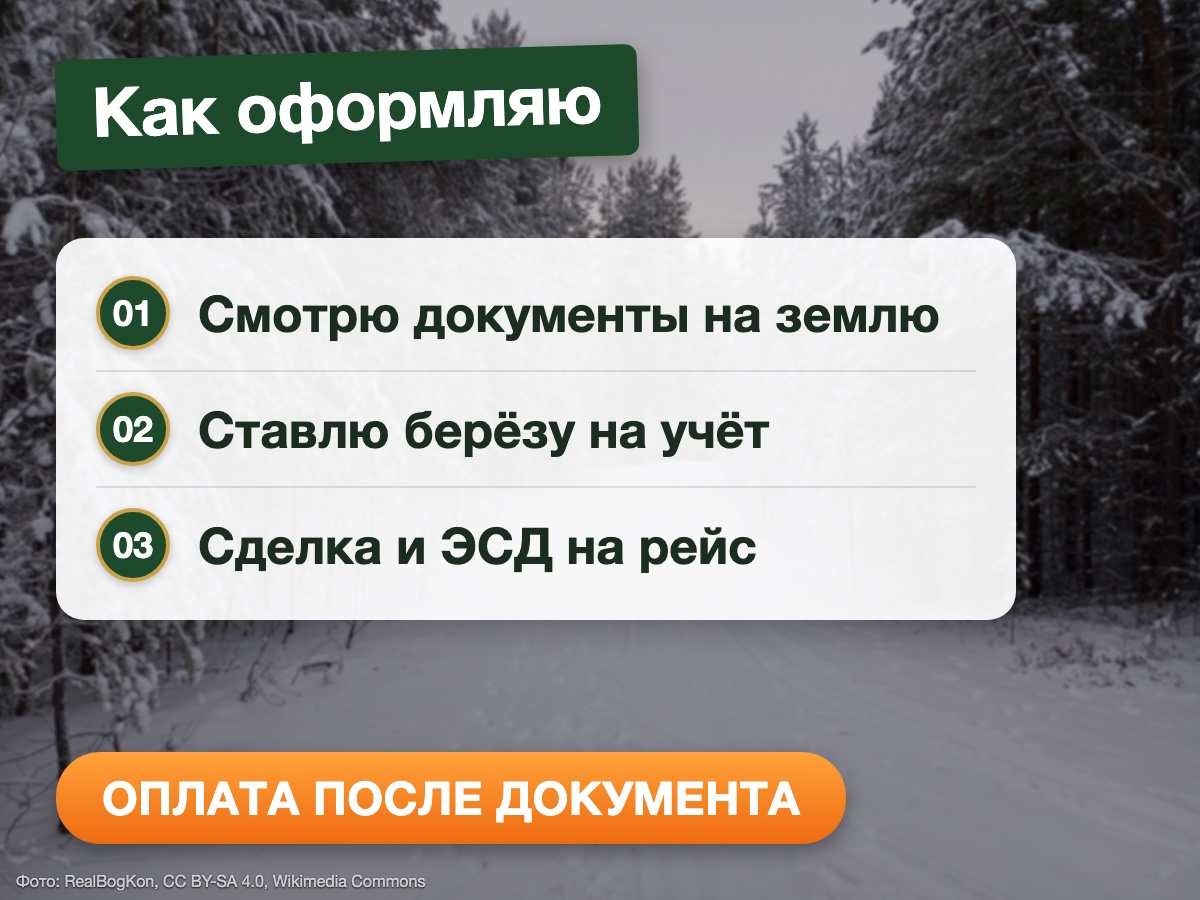 Как оформляю
01 Смотрю документы на землю
02 Ставлю берёзу на учёт
03 Сделка и ЭСД на рейс
ОПЛАТА ПОСЛЕ ДОКУМЕНТА
Фото: RealBogKon, CC BY-SA 4.0, Wikimedia Commons